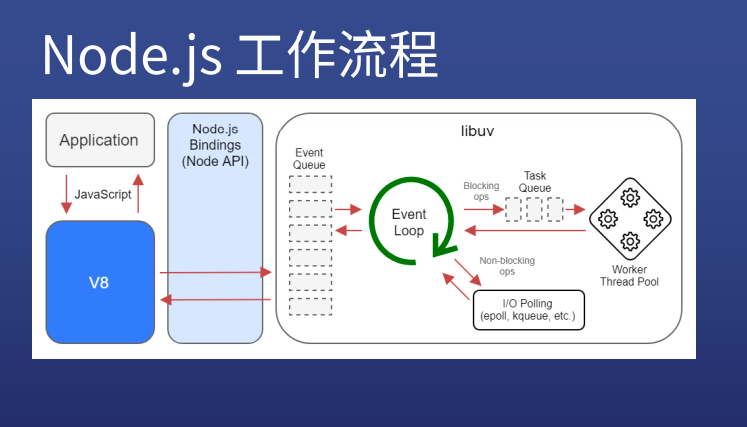 Node.js 工作流程
Application
JavaScript
V8
Node.js
Bindings
(Node API)
libuv
Event
Queue
Event
Loop
Blocking
ops
Task
Queue
Worker
Thread Pool
Non-blocking
ops
I/O Polling
(epoll, kqueue, etc.)